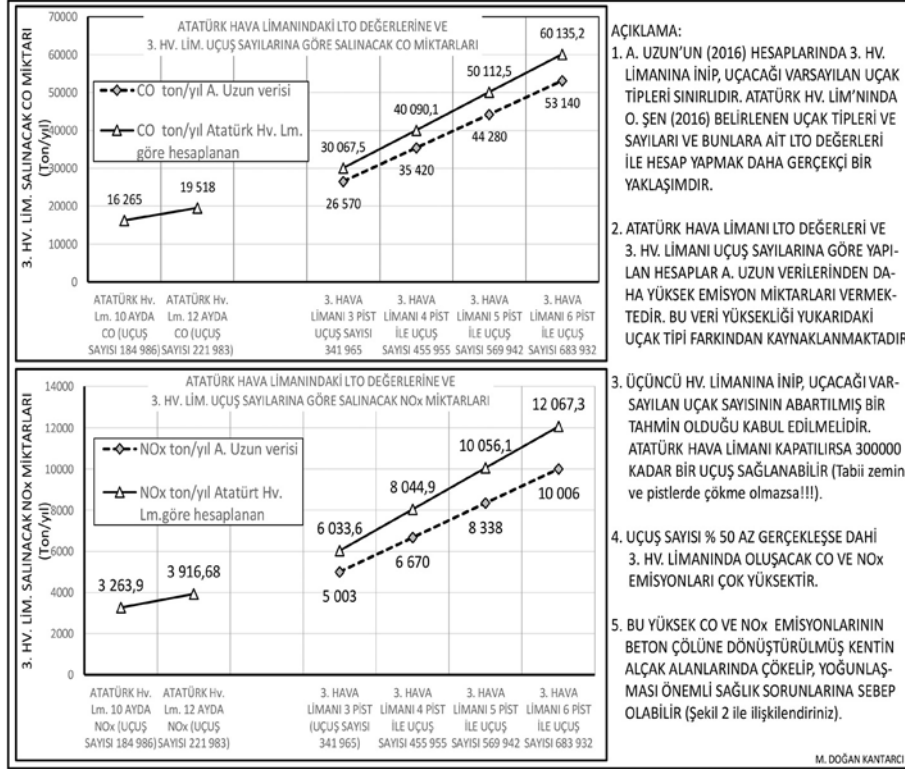 ATATÜRK HAVA LİMANINDAKİ LTO DEĞERLERİNE VE
3. HV. LİM. UÇUŞ SAYILARINA GÖRE SALINACAK CO MİKTARLARI
3. HV. LİM. SALINACAK CO MİKTARI
(Ton/yıl)
70000
60000
50000
40000
30000
20000
10000
0
CO ton/yıl A. Uzun verisi
CO ton/yıl Atatürk Hv. Lm.
göre hesaplanan
16 265
19 518
30 067,5
40 090,1
50 112,5
60 135,2
26 570
35 420
44 280
53 140
ATATÜRK Hv.
Lm. 10 AYDA
CO (UÇUŞ
SAYISI 184 986)
ATATÜRK Hv.
Lm. 12 AYDA
CO (UÇUŞ
SAYISI 221 983)
3. HAVA
LİMANI 3 PİST
UÇUŞ SAYISI
341 965
3. HAVA
LİMANI 4 PİST
İLE UÇUŞ
SAYISI 455 955
3. HAVA
LİMANI 5 PİST
İLE UÇUŞ
SAYISI 569 942
3. HAVA
LİMANI 6 PİST
İLE UÇUŞ
SAYISI 683 932
ATATÜRK HAVA LİMANINDAKİ LTO DEĞERLERİNE VE
3. HV. LİM. UÇUŞ SAYILARINA GÖRE SALINACAK NOx MİKTARLARI
3. HV. LİM. SALINACAK NOx MİKTARLARI
(Ton/yıl)
14000
12000
10000
8000
6000
4000
2000
0
NOx ton/yıl A. Uzun verisi
NOx ton/yıl Atatürt Hv.
Lm.göre hesaplanan
3 263,9
3 916,68
6 033,6
8 044,9
10 056,1
12 067,3
5 003
6 670
8 338
10 006
ATATÜRK Hv.
Lm. 10 AYDA
NOx (UÇUŞ
SAYISI 184 986)
ATATÜRK Hv.
Lm. 12 AYDA
NOx (UÇUŞ
SAYISI 221 983)
3. HAVA
LİMANI 3 PİST
(UÇUŞ SAYISI
341 965)
3. HAVA
LİMANI 4 PİST
İLE UÇUŞ
SAYISI 455 955
3. HAVA
LİMANI 5 PİST
İLE UÇUŞ
SAYISI 569 942
3. HAVA
LİMANI 6 PİST
İLE UÇUŞ
SAYISI 683 932
AÇIKLAMA:
1. A. UZUN'UN (2016) HESAPLARINDA 3. HV.
LİMANINA İNİP, UÇACAĞI VARSAYILAN UÇAK
TİPLERİ SINIRLIDIR. ATATÜRK HV. LİM'NINDA
O. ŞEN (2016) BELİRLENEN UÇAK TİPLERİ VE
SAYILARI VE BUNLARA AİT LTO DEĞERLERİ
İLE HESAP YAPMAK DAHA GERÇEKÇİ BİR
YAKLAŞIMDIR.
2. ATATÜRK HAVA LİMANI LTO DEĞERLERİ VE
3. HV. LİMANI UÇUŞ SAYILARINA GÖRE YAPI-
LAN HESAPLAR A. UZUN VERİLERİNDEN DA-
HA YÜKSEK EMİSYON MİKTARLARI VERMEK-
TEDİR. BU VERİ YÜKSEKLİĞİ YUKARIDAKİ
UÇAK TİPİ FARKINDAN KAYNAKLANMAKTADIR
3. ÜÇÜNCÜ HV. LİMANINA İNİP, UÇACAĞI VAR-
SAYILAN UÇAK SAYISININ ABARTILMIŞ BİR
TAHMİN OLDUĞU KABUL EDİLMELİDİR.
ATATÜRK HAVA LİMANI KAPATILIRSA 300000
KADAR BİR UÇUŞ SAĞLANABİLİR (Tabii zemin
ve pistlerde çökme olmazsa!!!).
4. UÇUŞ SAYISI % 50 AZ GERÇEKLEŞSE DAHİ
3. HV. LİMANINDA OLUŞACAK CO VE NOx
EMİSYONLARI ÇOK YÜKSEKTİR.
5. BU YÜKSEK CO VE NOx EMİSYONLARININ
BETON ÇÖLÜNE DÖNÜŞTÜRÜLMÜŞ KENTİN
ALÇAK ALANLARINDA ÇÖKELİP, YOĞUNLAŞ-
MASI ÖNEMLİ SAĞLIK SORUNLARINA SEBEP
OLABİLİR (Şekil 2 ile ilişkilendiriniz).
M. DOĞAN KANTARCI